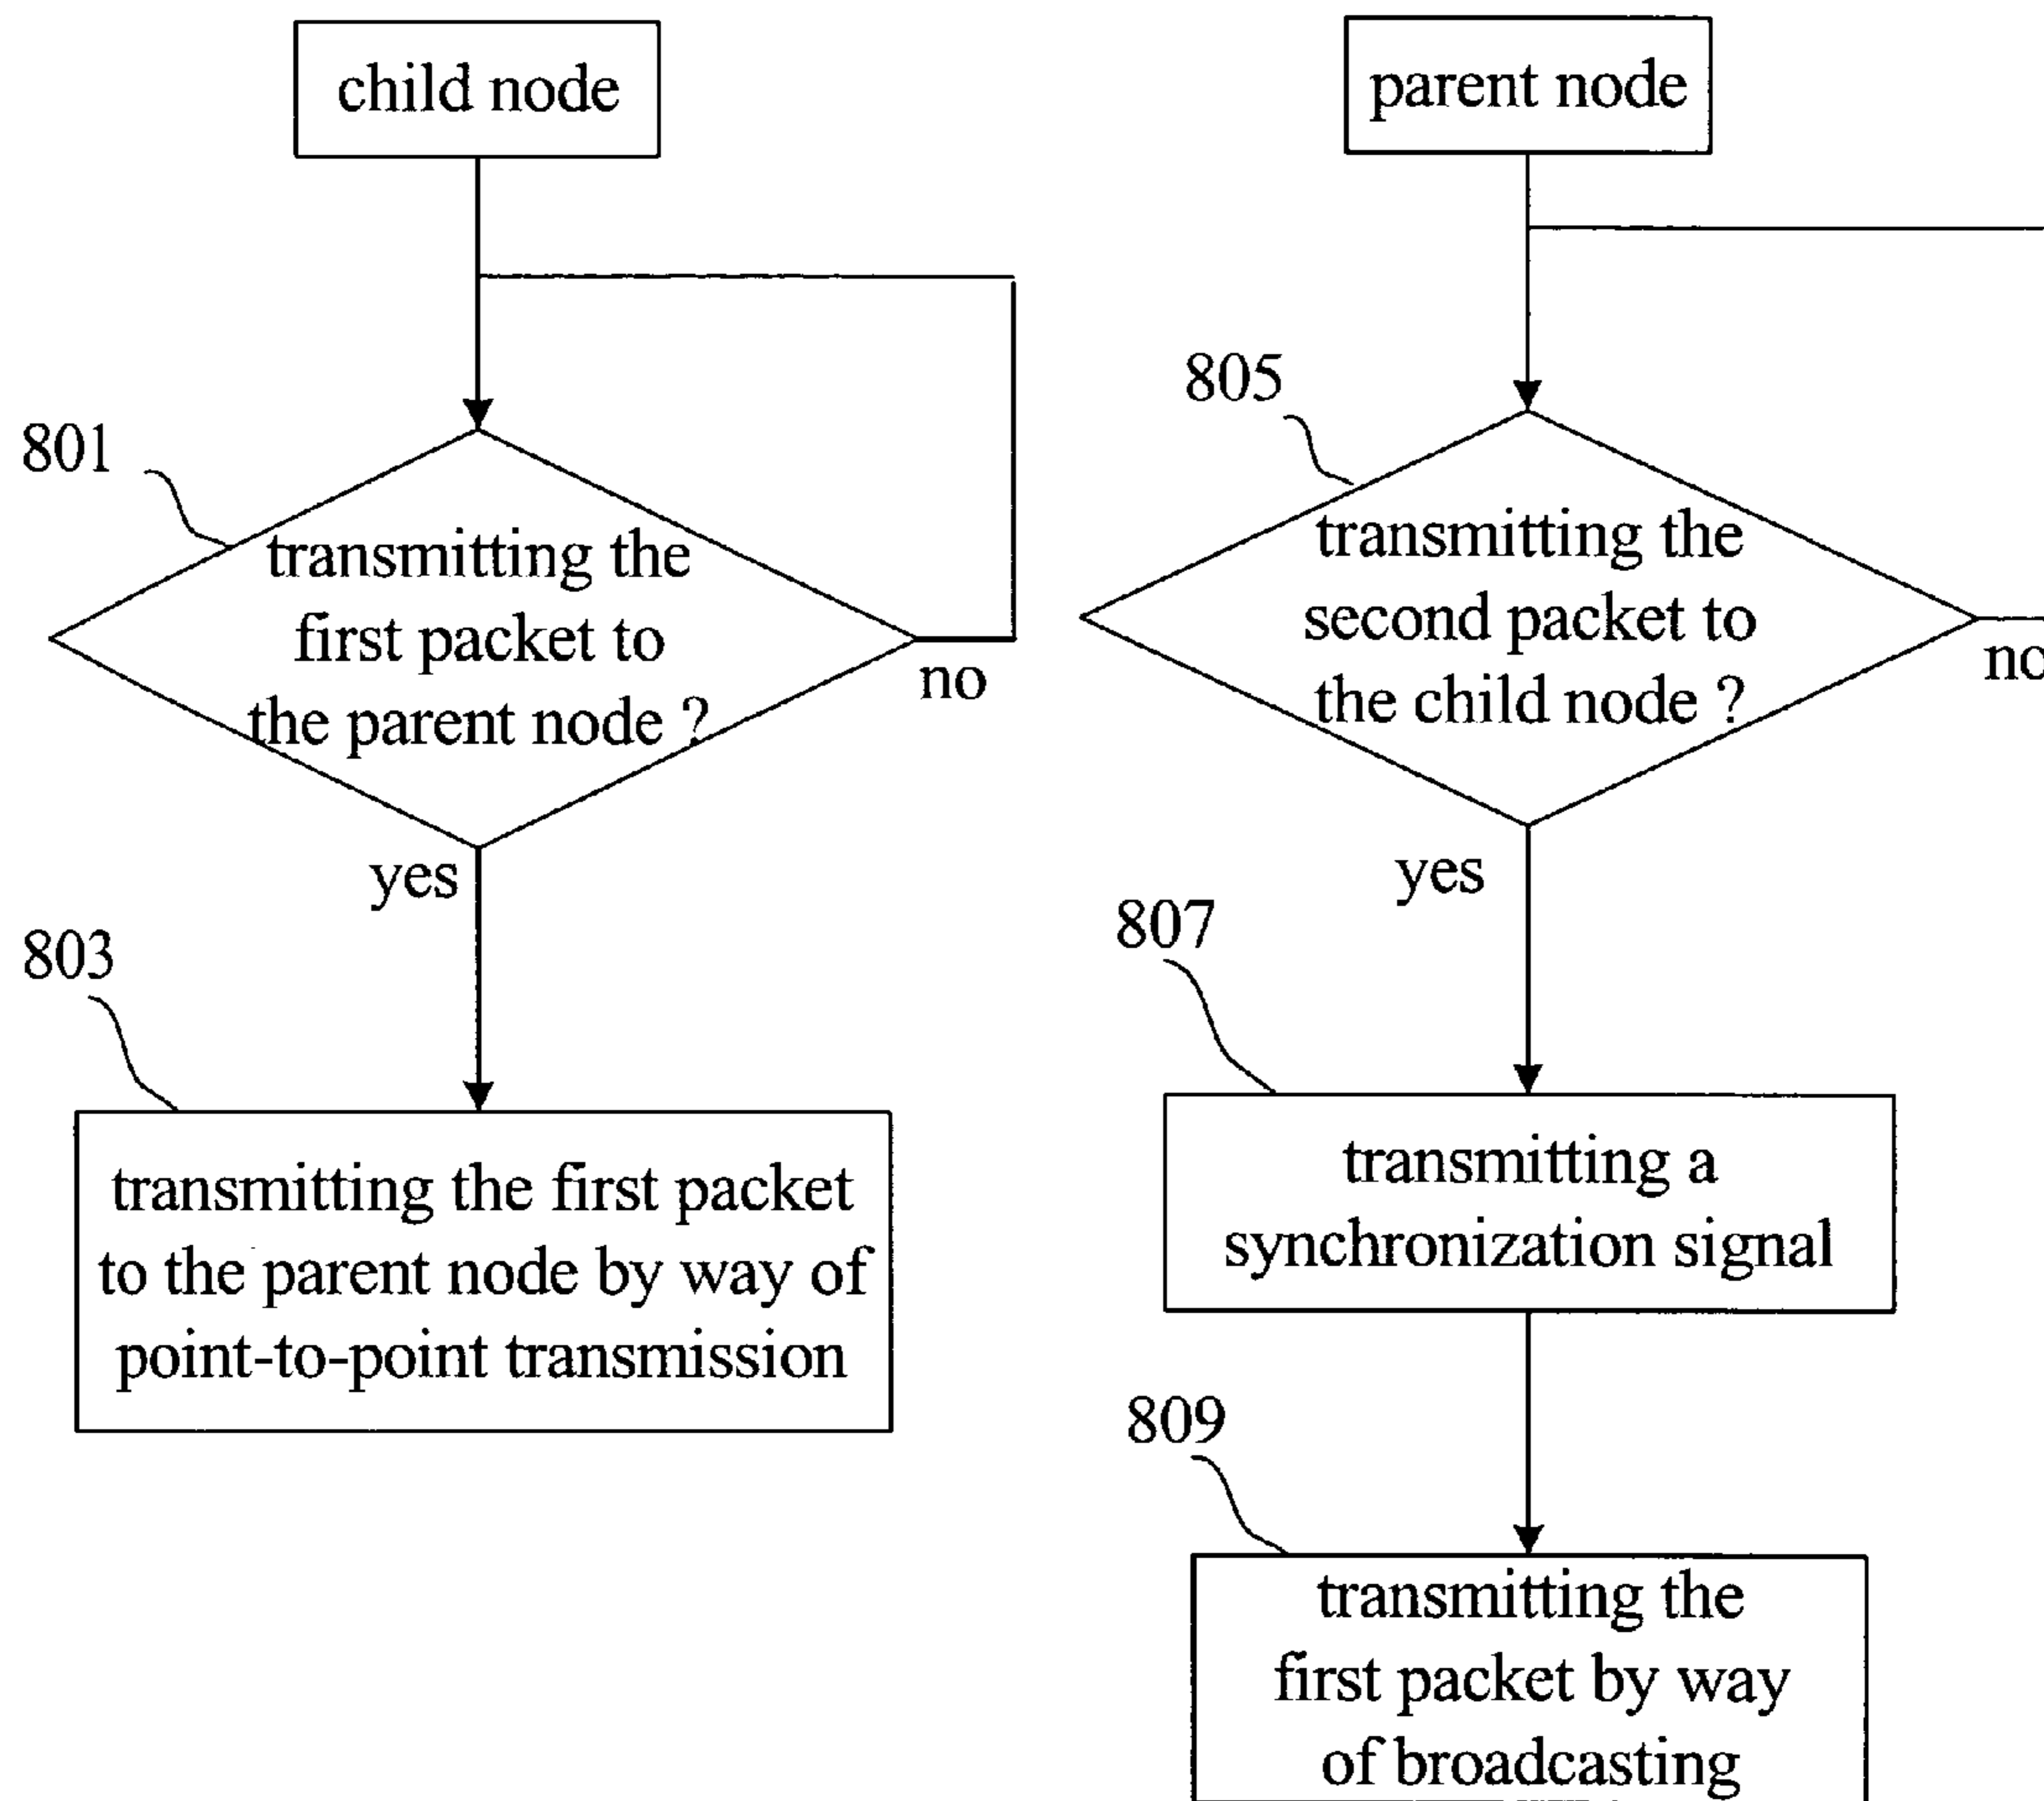 child node
801
transmitting the
first packet to
the parent node ?
no
yes
803
transmitting the first packet
to the parent node by way of
point-to-point transmission
parent node
805
transmitting the
second packet to
the child node ?
no
yes
807
transmitting a
synchronization signal
809
transmitting the
first packet by way
of broadcasting